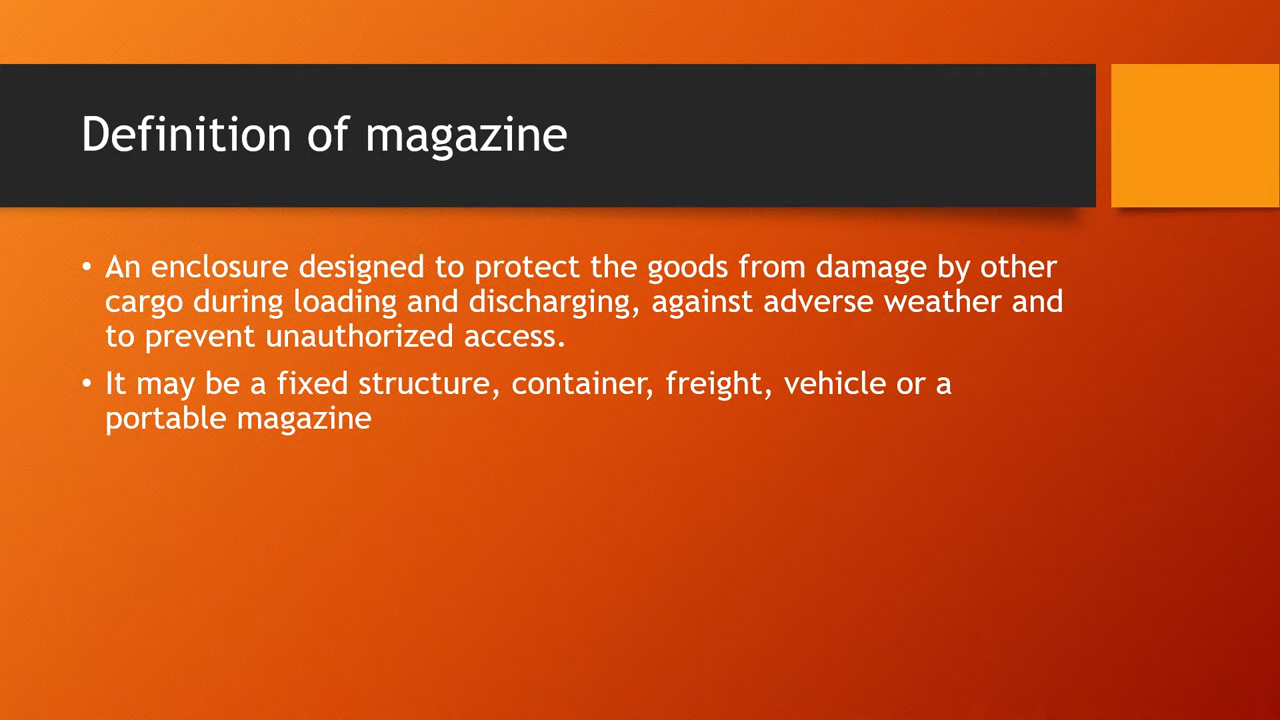 Definition of magazine
• An enclosure designed to protect the goods from damage by other
cargo during loading and discharging, against adverse weather and
to prevent unauthorized access.
• It may be a fixed structure, container, freight, vehicle or a
portable magazine